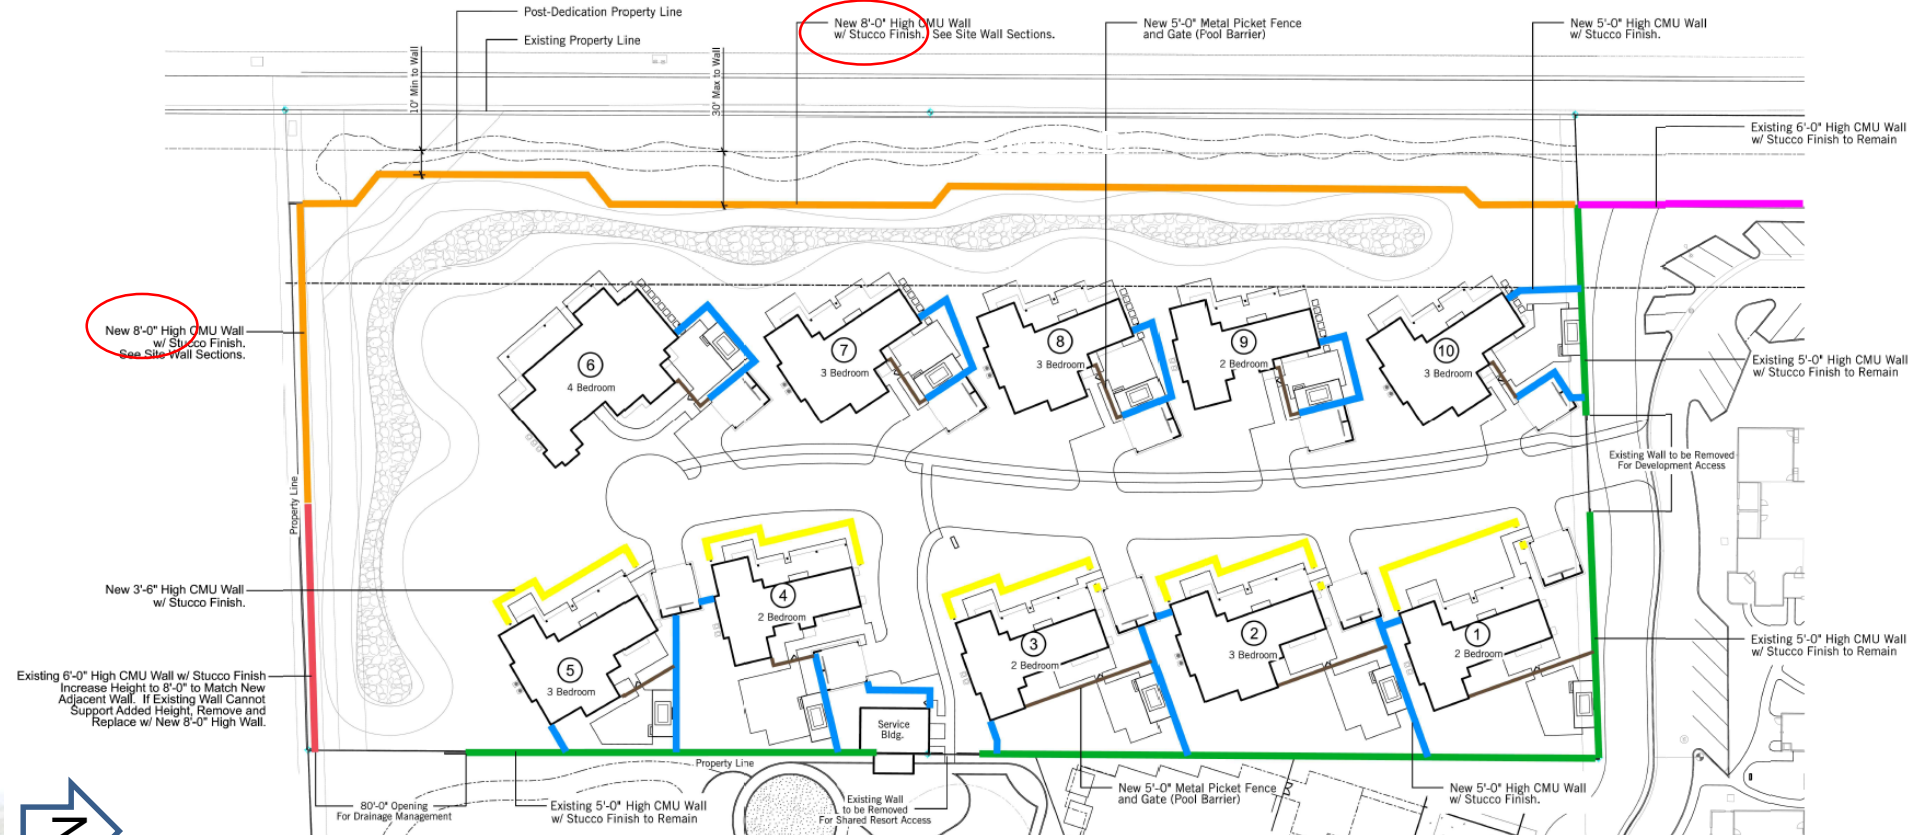 Post-Dedication Property Line
Existing Property Line
10' Min to Wall
30' Max to Wall
New 8'-0" High CMU Wall
w/ Stucco Finish. See Site Wall Sections.
New 5'-0" Metal Picket Fence
and Gate (Pool Barrier)
New 5'-0" High CMU Wall
w/ Stucco Finish.
Existing 6'-0" High CMU Wall
w/ Stucco Finish to Remain
New 8'-0" High CMU Wall
w/ Stucco Finish.
See Site Wall Sections.
6
4 Bedroom
7
3 Bedroom
8
3 Bedroom
9
2 Bedroom
10
3 Bedroom
Existing 5'-0" High CMU Wall
w/ Stucco Finish to Remain
Existing Wall to be Removed
For Development Access
Property Line
New 3'-6" High CMU Wall
w/ Stucco Finish.
5
3 Bedroom
4
2 Bedroom
3
2 Bedroom
2
3 Bedroom
1
2 Bedroom
Existing 5'-0" High CMU Wall
w/ Stucco Finish to Remain
Existing 6'-0" High CMU Wall w/ Stucco Finish
Increase Height to 8'-0" to Match New
Adjacent Wall. If Existing Wall Cannot
Support Added Height, Remove and
Replace w/ New 8'-0" High Wall.
Service
Bldg.
Property Line
80'-0" Opening
For Drainage Management
Existing 5'-0" High CMU Wall
w/ Stucco Finish to Remain
Existing Wall
to be Removed
For Shared Resort Access
New 5'-0" Metal Picket Fence
and Gate (Pool Barrier)
New 5'-0" High CMU Wall
w/ Stucco Finish.
N